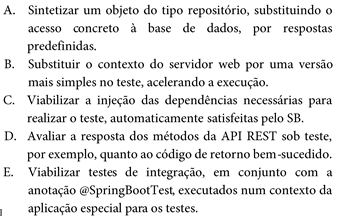 A. Sintetizar um objeto do tipo repositório, substituindo o
acesso concreto à base de dados, por respostas
predefinidas.
B. Substituir o contexto do servidor web por uma versão
mais simples no teste, acelerando a execução.
C. Viabilizar a injeção das dependências necessárias para
realizar o teste, automaticamente satisfeitas pelo SB.
D. Avaliar a resposta dos métodos da API REST sob teste,
por exemplo, quanto ao código de retorno bem-sucedido.
E. Viabilizar testes de integração, em conjunto com a
anotação @SpringBootTest, executados num contexto da
aplicação especial para os testes.